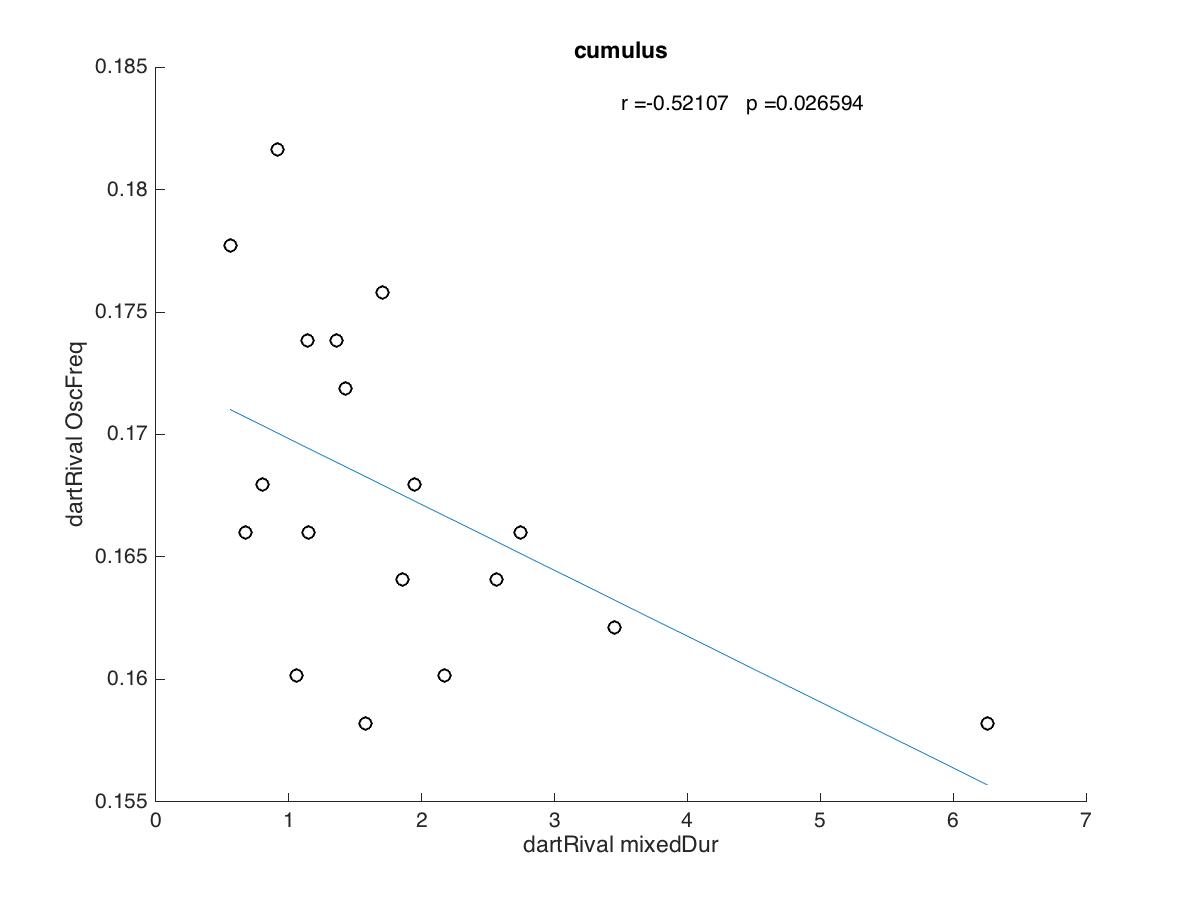 cumulus
r =-0.52107 p =0.026594
0.185
0.18
0.175
0.17
0.165
0.16
0.155
dartRival OscFreq
0 1 2 3 4 5 6 7
dartRival mixedDur